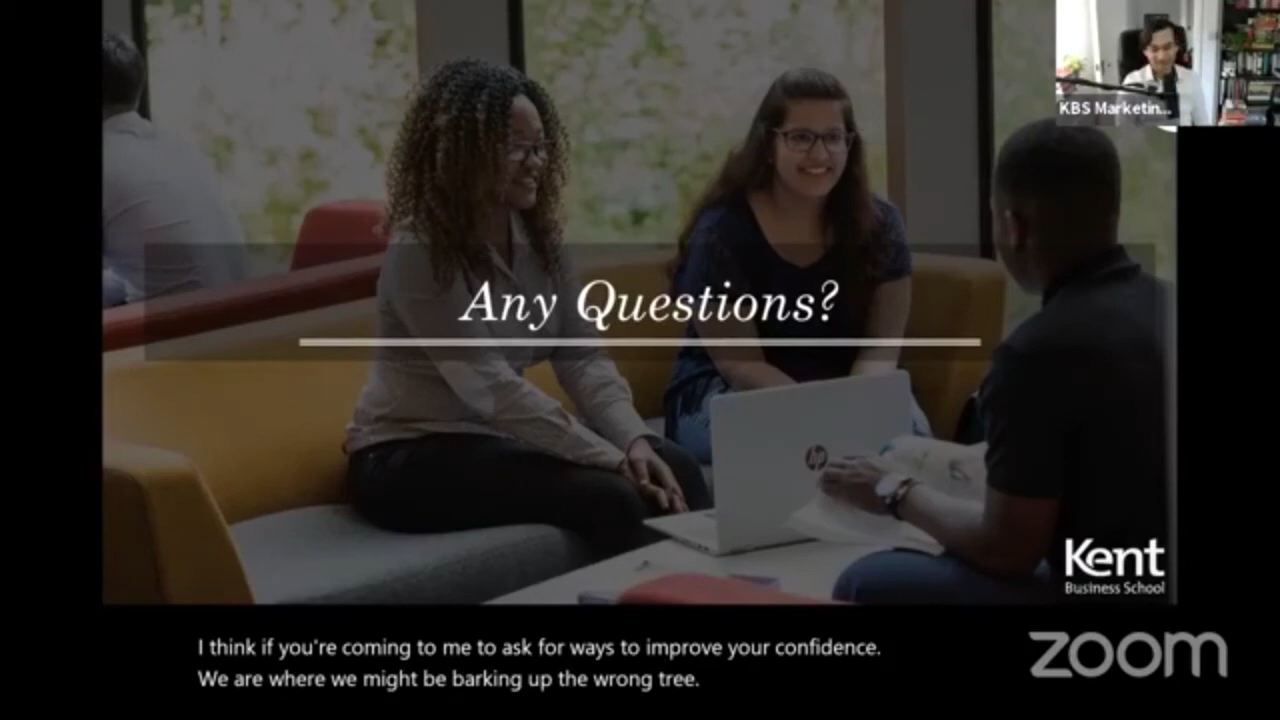 KBS Marketin...
Any Questions?
hp
Kent
Business School
I think if you're coming to me to ask for ways to improve your confidence.
We are where we might be barking up the wrong tree.
zoom